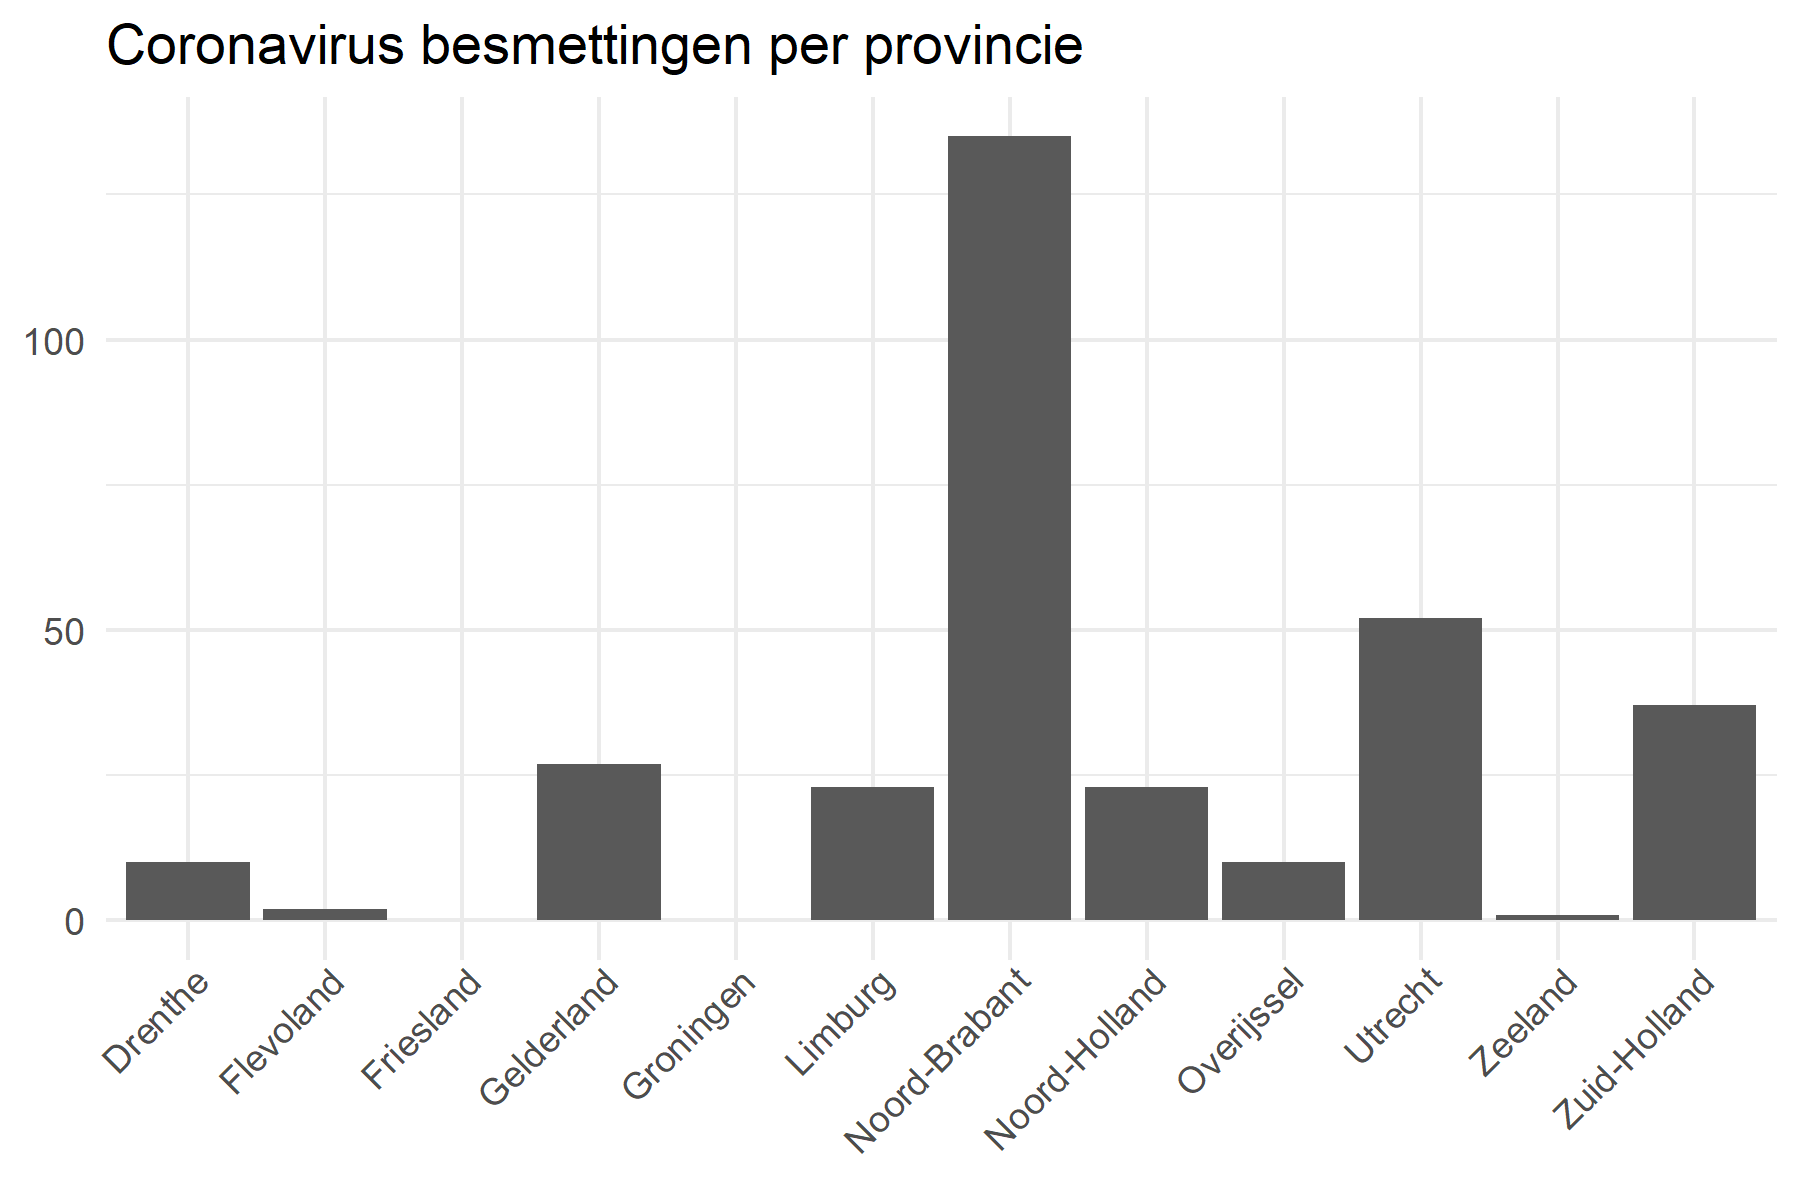 Coronavirus besmettingen per provincie
100
50
0
Drenthe
Flevoland
Friesland
Gelderland
Groningen
Limburg
Noord-Brabant
Noord-Holland
Overijssel
Utrecht
Zeeland
Zuid-Holland